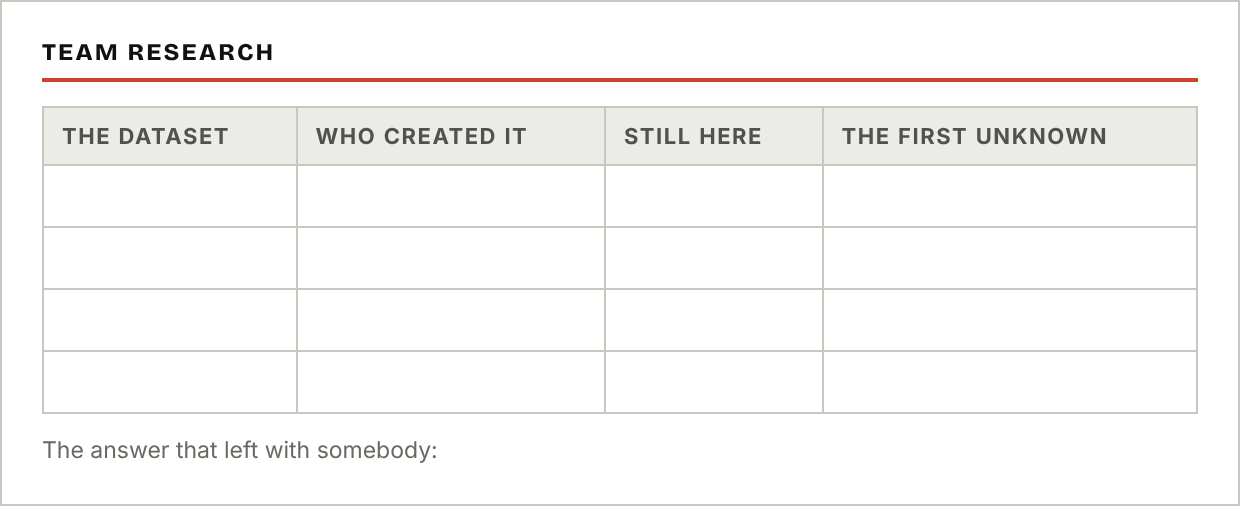 TEAM RESEARCH
THE DATASET WHO CREATED IT STILL HERE THE FIRST UNKNOWN
The answer that left with somebody: